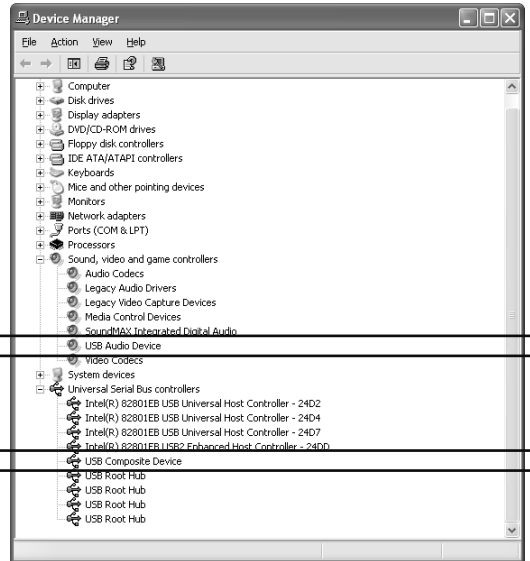 Device Manager
File Action View Help
Computer
Disk drives
Display adapters
DVD/CD-ROM drives
Floppy disk controllers
IDE ATA/ATAPI controllers
Keyboards
Mice and other pointing devices
Monitors
Network adapters
Ports (COM & LPT)
Processors
Sound, video and game controllers
Audio Codecs
Legacy Audio Drivers
Legacy Video Capture Devices
Media Control Devices
SoundMAX Integrated Digital Audio
USB Audio Device
Video Codecs
System devices
Universal Serial Bus controllers
Intel(R) 82801EB USB Universal Host Controller - 24D2
Intel(R) 82801EB USB Universal Host Controller - 24D4
Intel(R) 82801EB USB Universal Host Controller - 24D7
Intel(R) 82801EB USB2 Enhanced Host Controller - 24DD
USB Composite Device
USB Root Hub
USB Root Hub
USB Root Hub
USB Root Hub